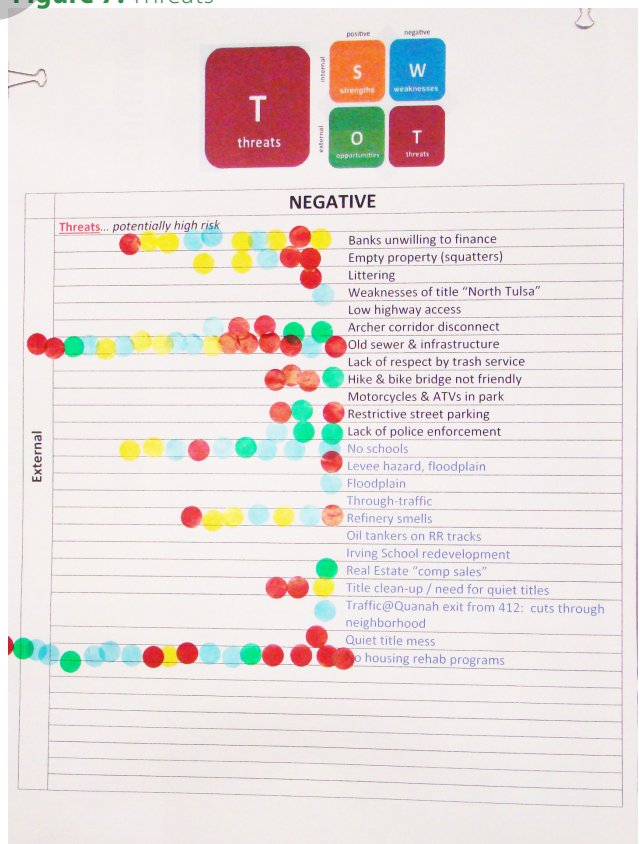 Figure 7: Threats
positive
negative
internal
S
strengths
W
weaknesses
T
threats
external
O
opportunities
T
threats
NEGATIVE
Threats... potentially high risk
Banks unwilling to finance
Empty property (squatters)
Littering
Weaknesses of title “North Tulsa”
Low highway access
Archer corridor disconnect
Old sewer & infrastructure
Lack of respect by trash service
Hike & bike bridge not friendly
Motorcycles & ATVs in park
Restrictive street parking
Lack of police enforcement
External
No schools
Levee hazard, floodplain
Floodplain
Through-traffic
Refinery smells
Oil tankers on RR tracks
Irving School redevelopment
Real Estate “comp sales”
Title clean-up / need for quiet titles
Traffic@Quanah exit from 412: cuts through
neighborhood
Quiet title mess
No housing rehab programs